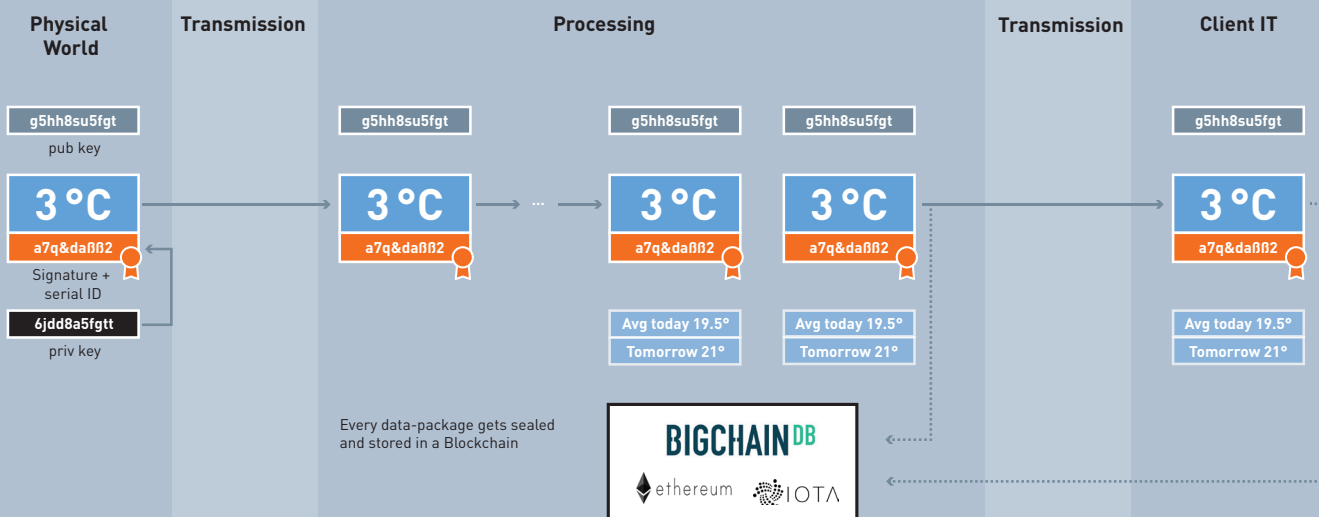 Physical
World
Transmission
Processing
Transmission
Client IT
g5hh8su5fgt
g5hh8su5fgt
g5hh8su5fgt
g5hh8su5fgt
g5hh8su5fgt
pub key
3 °C
3 °C
...
3 °C
3 °C
3 °C
a7q&daßß2
a7q&daßß2
a7q&daßß2
a7q&daßß2
a7q&daßß2
Signature +
serial ID
6jdd8a5fgtt
priv key
Avg today 19.5°
Tomorrow 21°
Avg today 19.5°
Tomorrow 21°
Avg today 19.5°
Tomorrow 21°
Every data-package gets sealed
and stored in a Blockchain
BIGCHAINDB
ethereum
IOTA